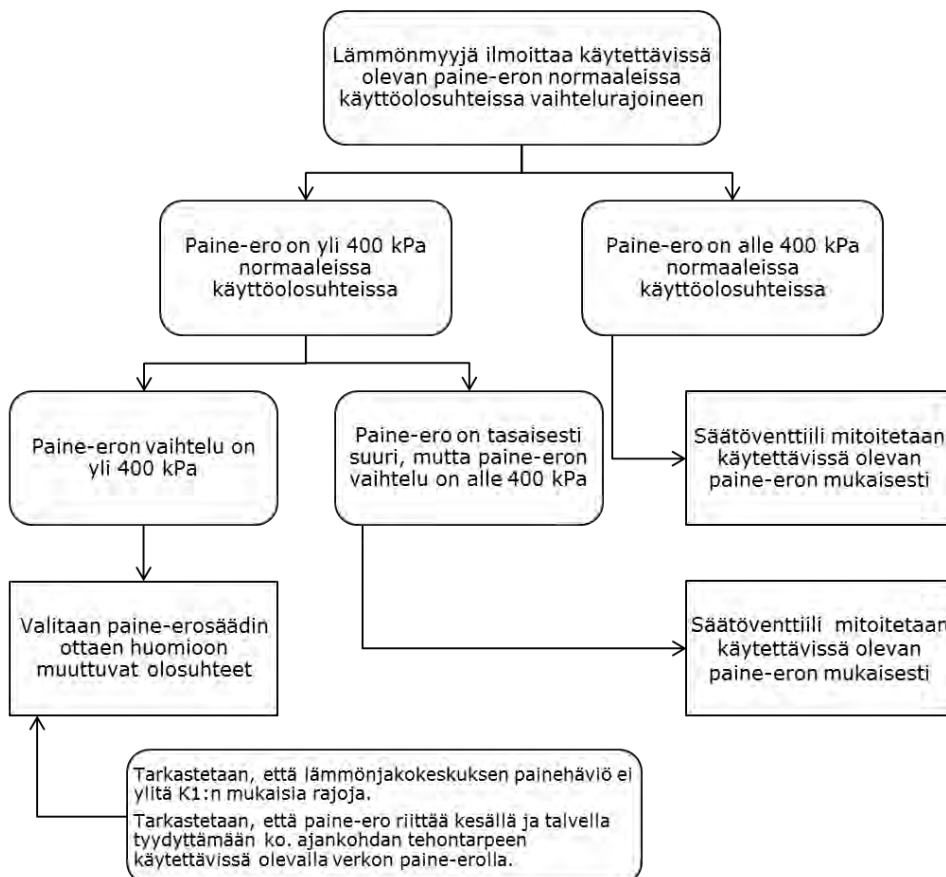 Lämmönmyyjä ilmoittaa käytettävissä
olevan paine-eron normaaleissa
käyttöolosuhteissa vaihtelurajoineen
Paine-ero on yli 400 kPa
normaaleissa
käyttöolosuhteissa
Paine-ero on alle 400 kPa
normaaleissa
käyttöolosuhteissa
Paine-eron vaihtelu on
yli 400 kPa
Paine-ero on tasaisesti
suuri, mutta paine-eron
vaihtelu on alle 400 kPa
Säätöventtiili mitoitetaan
käytettävissä olevan
paine-eron mukaisesti
Valitaan paine-erosäädin
ottaen huomioon
muuttuvat olosuhteet
Säätöventtiili mitoitetaan
käytettävissä olevan
paine-eron mukaisesti
Tarkastetaan, että lämmönjakokeskuksen painehäviö ei
ylitä K1:n mukaisia rajoja.
Tarkastetaan, että paine-ero riittää kesällä ja talvella
tyydyttämään ko. ajankohdan tehontarpeen
käytettävissä olevalla verkon paine-erolla.